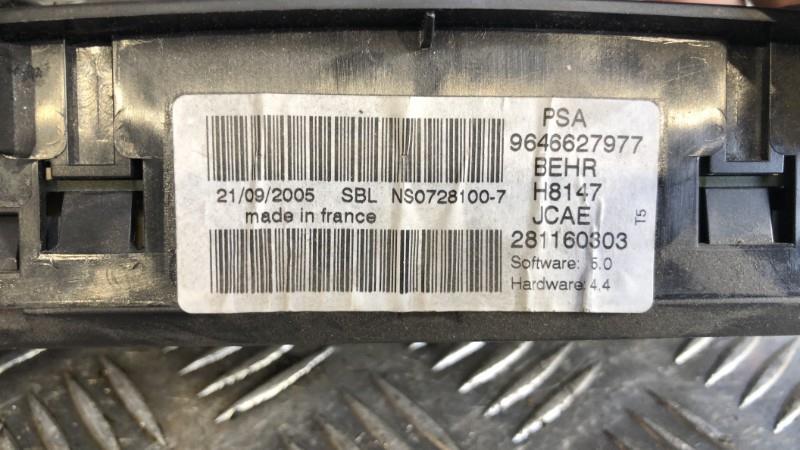 PSA
9646627977
BEHR
21/09/2005 SBL NS0728100-7
H8147
made in france
JCAE
T5
281160303
Software: 5.0
Hardware: 4.4